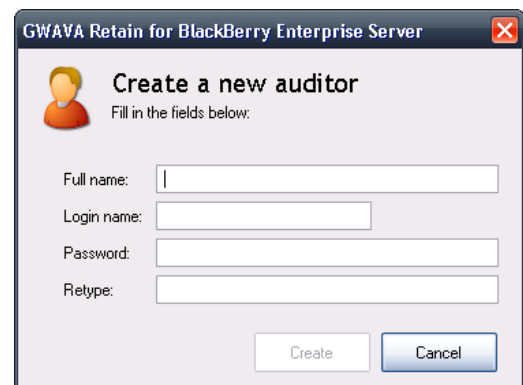 GWAVA Retain for BlackBerry Enterprise Server
Create a new auditor
Fill in the fields below:
Full name:
Login name:
Password:
Retype:
Create
Cancel